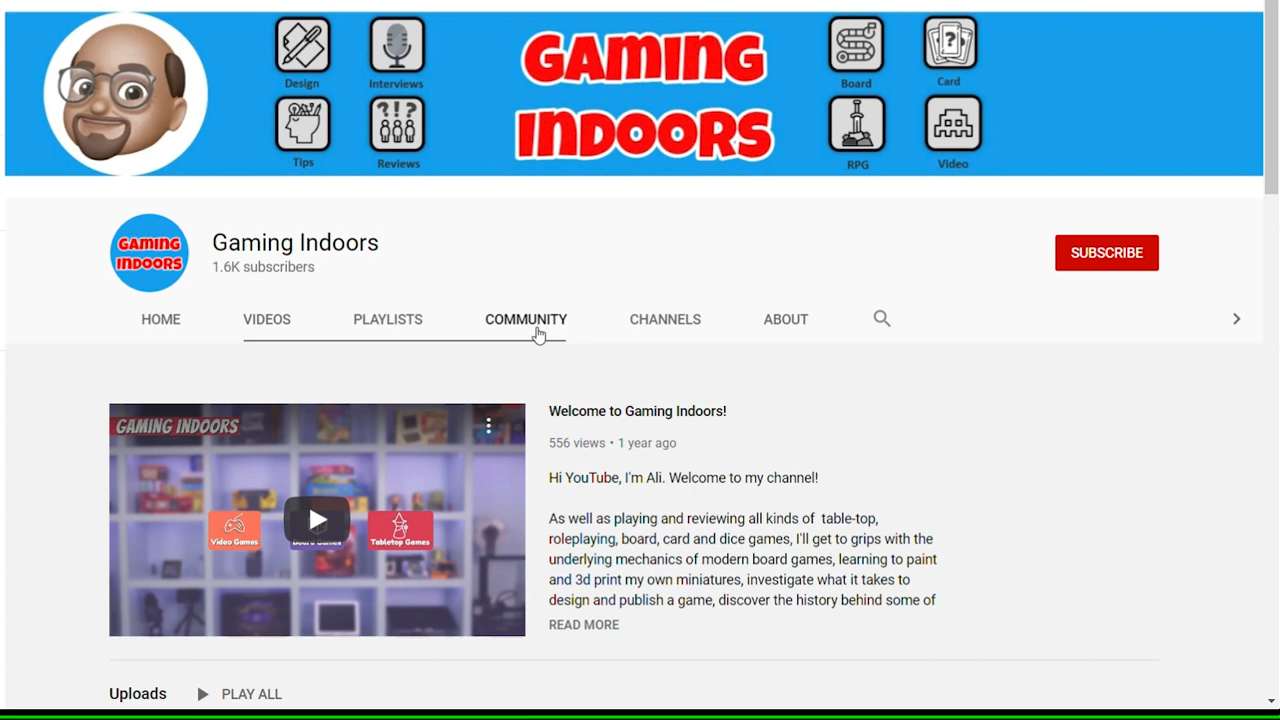 GAMING
INDOORS
Design
Interviews
Tips
Reviews
Board
Card
?
RPG
Video
!?!
GAMING
INDOORS
Gaming Indoors
1.6K subscribers
SUBSCRIBE
HOME
VIDEOS
PLAYLISTS
COMMUNITY
CHANNELS
ABOUT
GAMING INDOORS
Video Games
Board Games
Tabletop Games
Welcome to Gaming Indoors!
556 views • 1 year ago
Hi YouTube, I'm Ali. Welcome to my channel!
As well as playing and reviewing all kinds of table-top,
roleplaying, board, card and dice games, I'll get to grips with the
underlying mechanics of modern board games, learning to paint
and 3d print my own miniatures, investigate what it takes to
design and publish a game, discover the history behind some of
READ MORE
Uploads
PLAY ALL